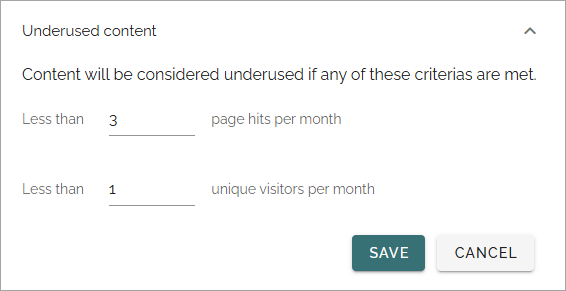 Underused content
Content will be considered underused if any of these criterias are met.
Less than 3 page hits per month
Less than 1 unique visitors per month
SAVE CANCEL